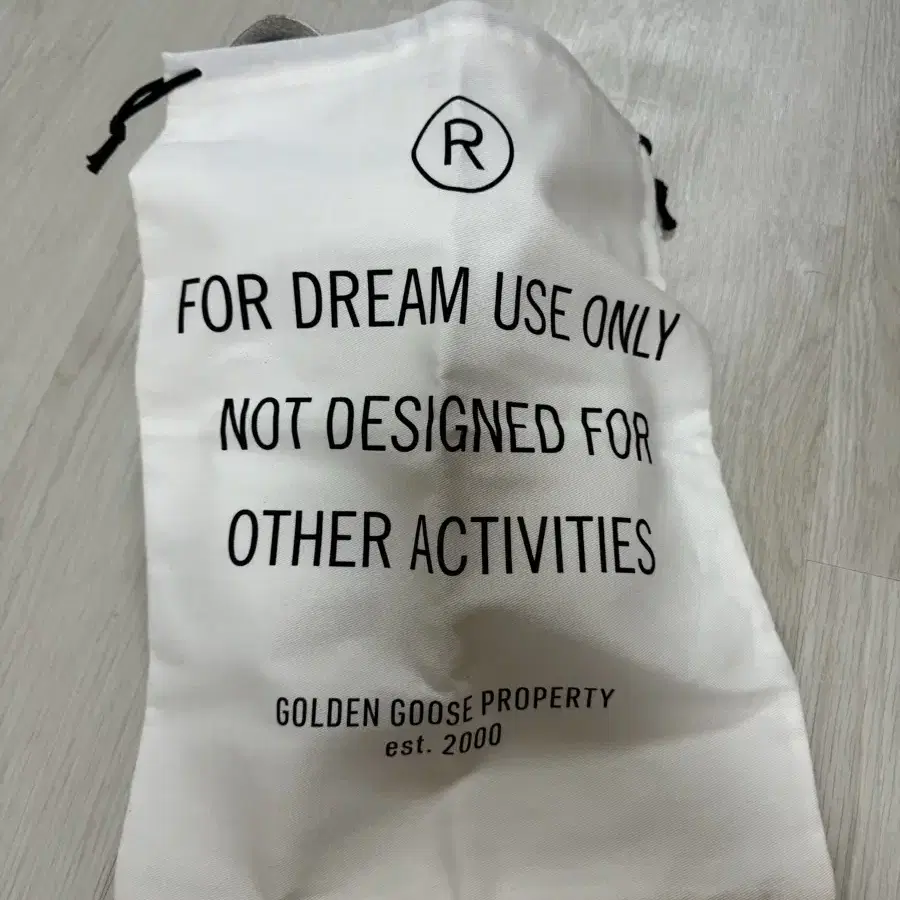 R
FOR DREAM USE ONLY
NOT DESIGNED FOR
OTHER ACTIVITIES
GOLDEN GOOSE PROPERTY
est. 2000